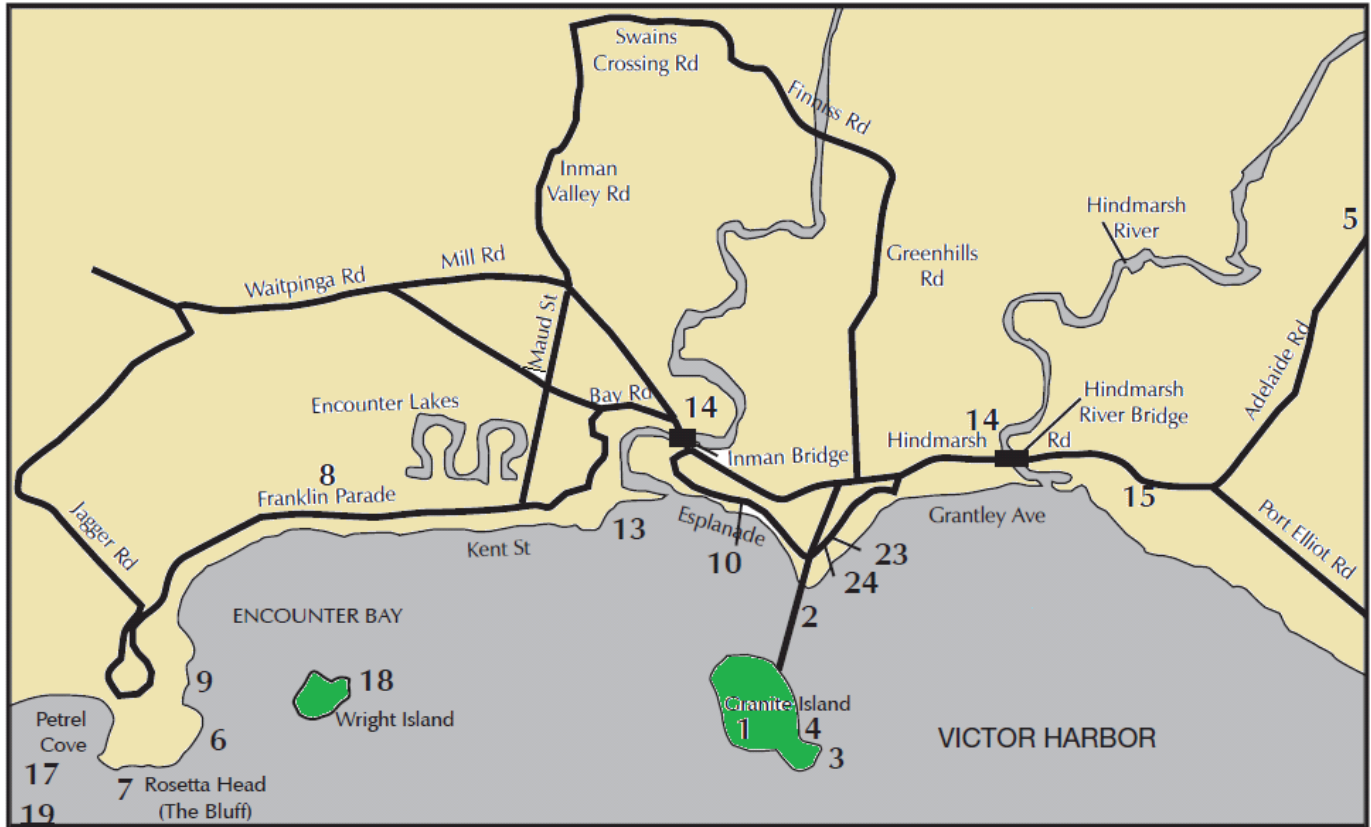 Swains
Crossing Rd
Finniss Rd
Inman
Valley Rd
Hindmarsh
River
5
Greenhills
Rd
Mill Rd
Waitpinga Rd
Maud St
Adelaide Rd
Bay Rd
Encounter Lakes
14
Hindmarsh
River Bridge
14
Hindmarsh Rd
Inman Bridge
8
Franklin Parade
15
Jagger Rd
Kent St
13
Esplanade
10
Grantley Ave
Port Elliot Rd
23
24
2
ENCOUNTER BAY
9
18
Wright Island
Granite Island
1
4
3
VICTOR HARBOR
Petrel
Cove
6
17
7
Rosetta Head
(The Bluff)
19